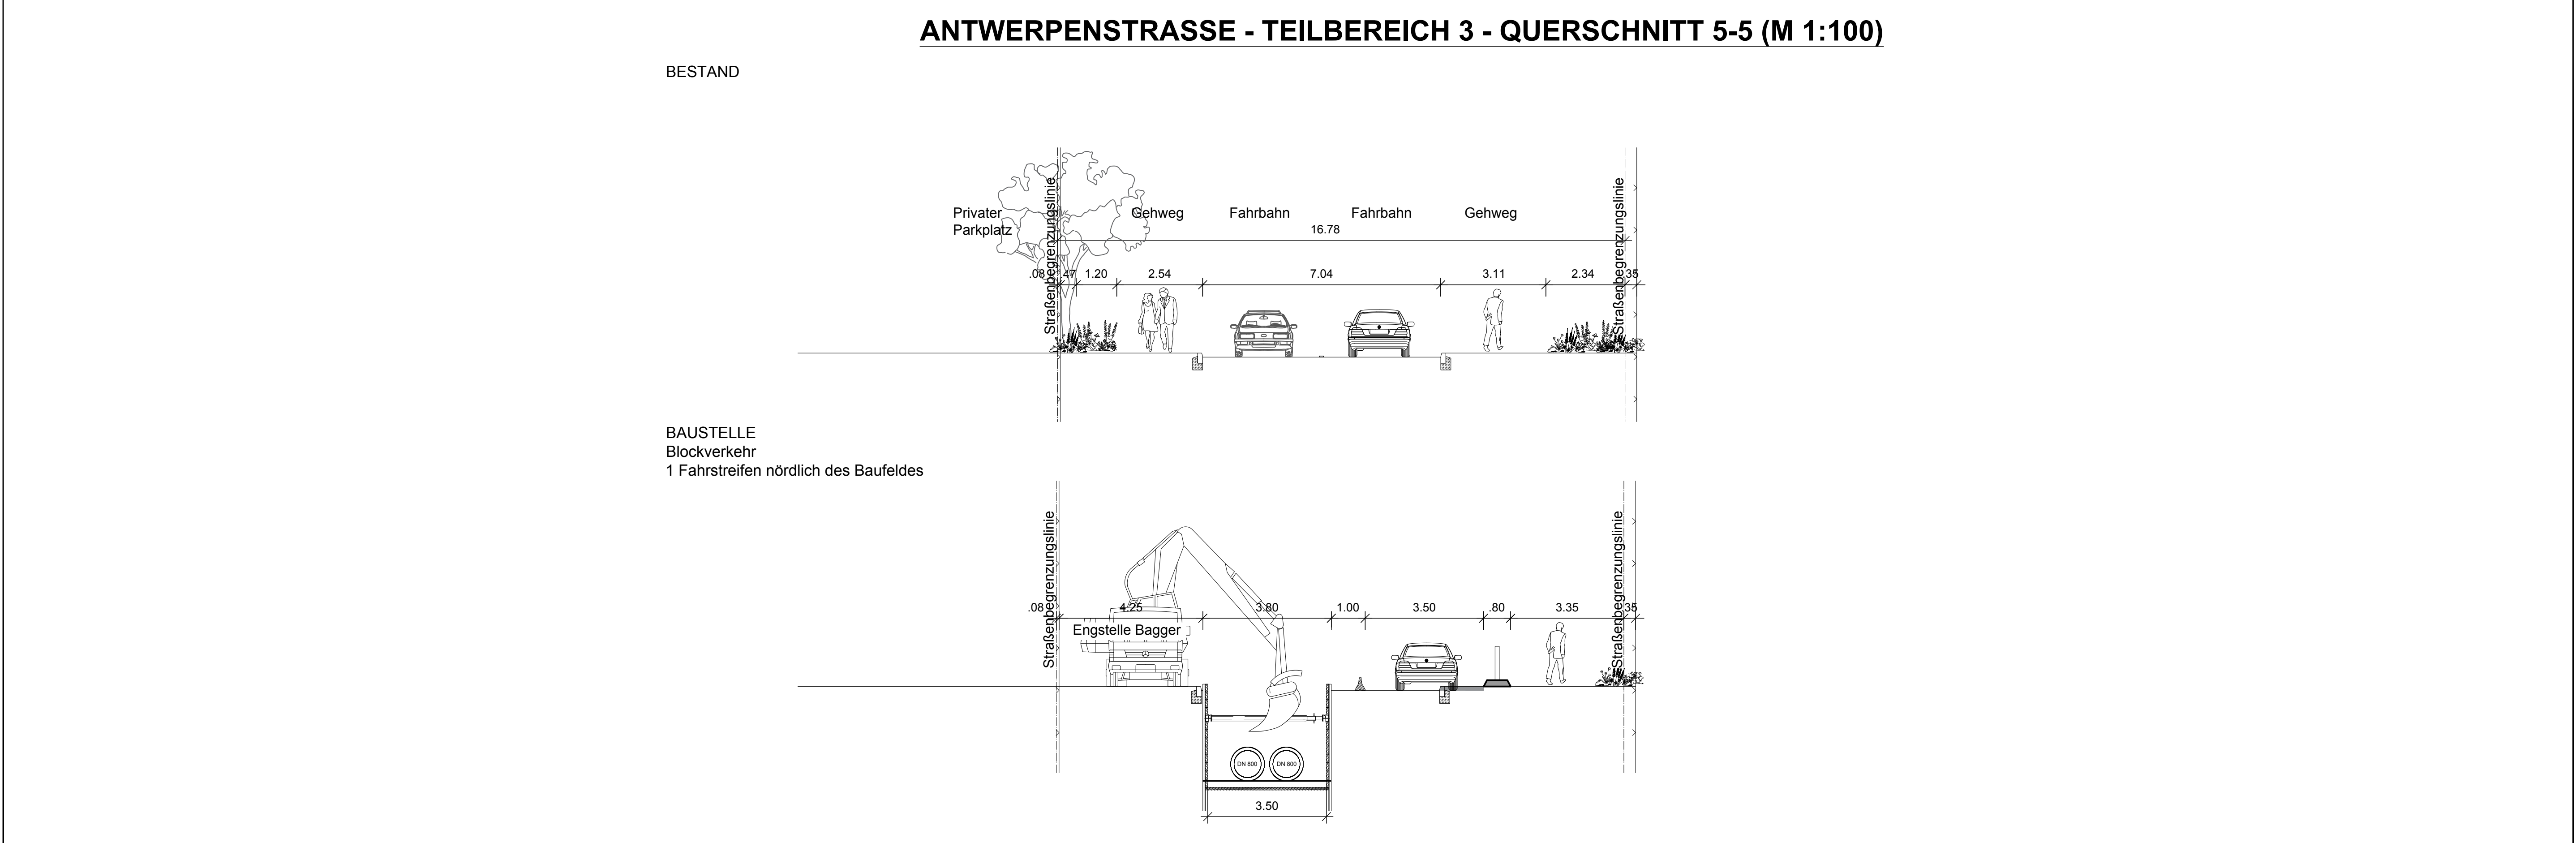 ANTWERPENSTRASSE - TEILBEREICH 3 - QUERSCHNITT 5-5 (M 1:100)
BESTAND
Straßenbegrenzungslinie
Straßenbegrenzungslinie
Privater
Parkplatz
Gehweg
Fahrbahn
Fahrbahn
Gehweg
16.78
.08 .47 1.20 2.54 7.04 3.11 2.34 .35
BAUSTELLE
Blockverkehr
1 Fahrstreifen nördlich des Baufeldes
Straßenbegrenzungslinie
Straßenbegrenzungslinie
.08 4.25 3.80 1.00 3.50 .80 3.35 .35
Engstelle Bagger
DN 800 DN 800
3.50